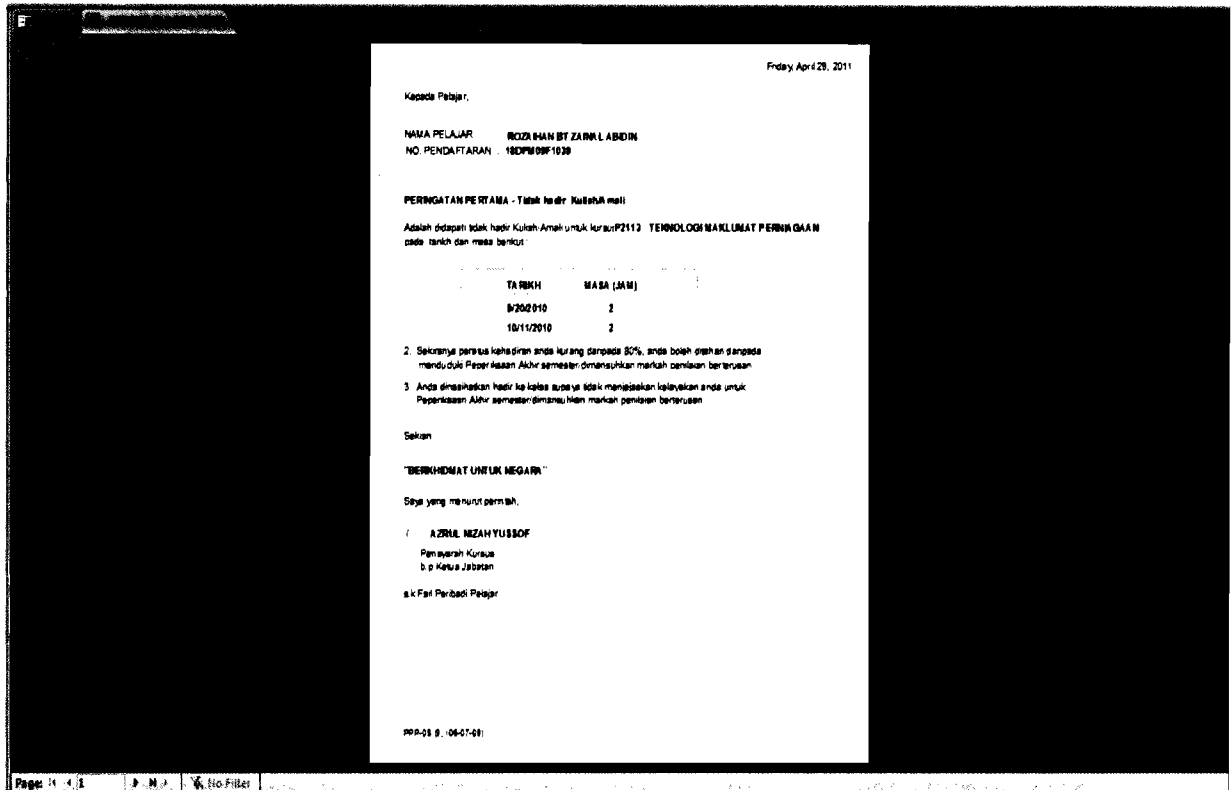 Friday, April 29, 2011
Kepada Pelajar,
NAMA PELAJAR ROZAIHAN BT ZAINAL ABIDIN
NO. PENDAFTARAN : 18DPM09F1039
PERINGATAN PERTAMA - Tidak hadir Kuliah/Amali
Adalah didapati tidak hadir Kuliah/Amali untuk kursus P2113 TEKNOLOGI MAKLUMAT PERNIAGAAN
pada tarikh dan masa berikut :
TARIKH MASA (JAM)
9/20/2010 2
10/11/2010 2
2. Sekiranya peratus kehadiran anda kurang daripada 80%, anda boleh ditahan daripada
menduduki Peperiksaan Akhir semester/dimansuhkan markah penilaian berterusan
3 Anda dinasihatkan hadir ke kelas supaya tidak menjejaskan kelayakan anda untuk
Peperiksaan Akhir semester/dimansuhkan markah penilaian berterusan
Sekian
"BERKHIDMAT UNTUK NEGARA"
Saya yang menurut perintah,
( AZRUL NIZAH YUSSOF
Pensyarah Kursus
b.p Ketua Jabatan
s.k Fail Peribadi Pelajar
Page: 1 No Filter